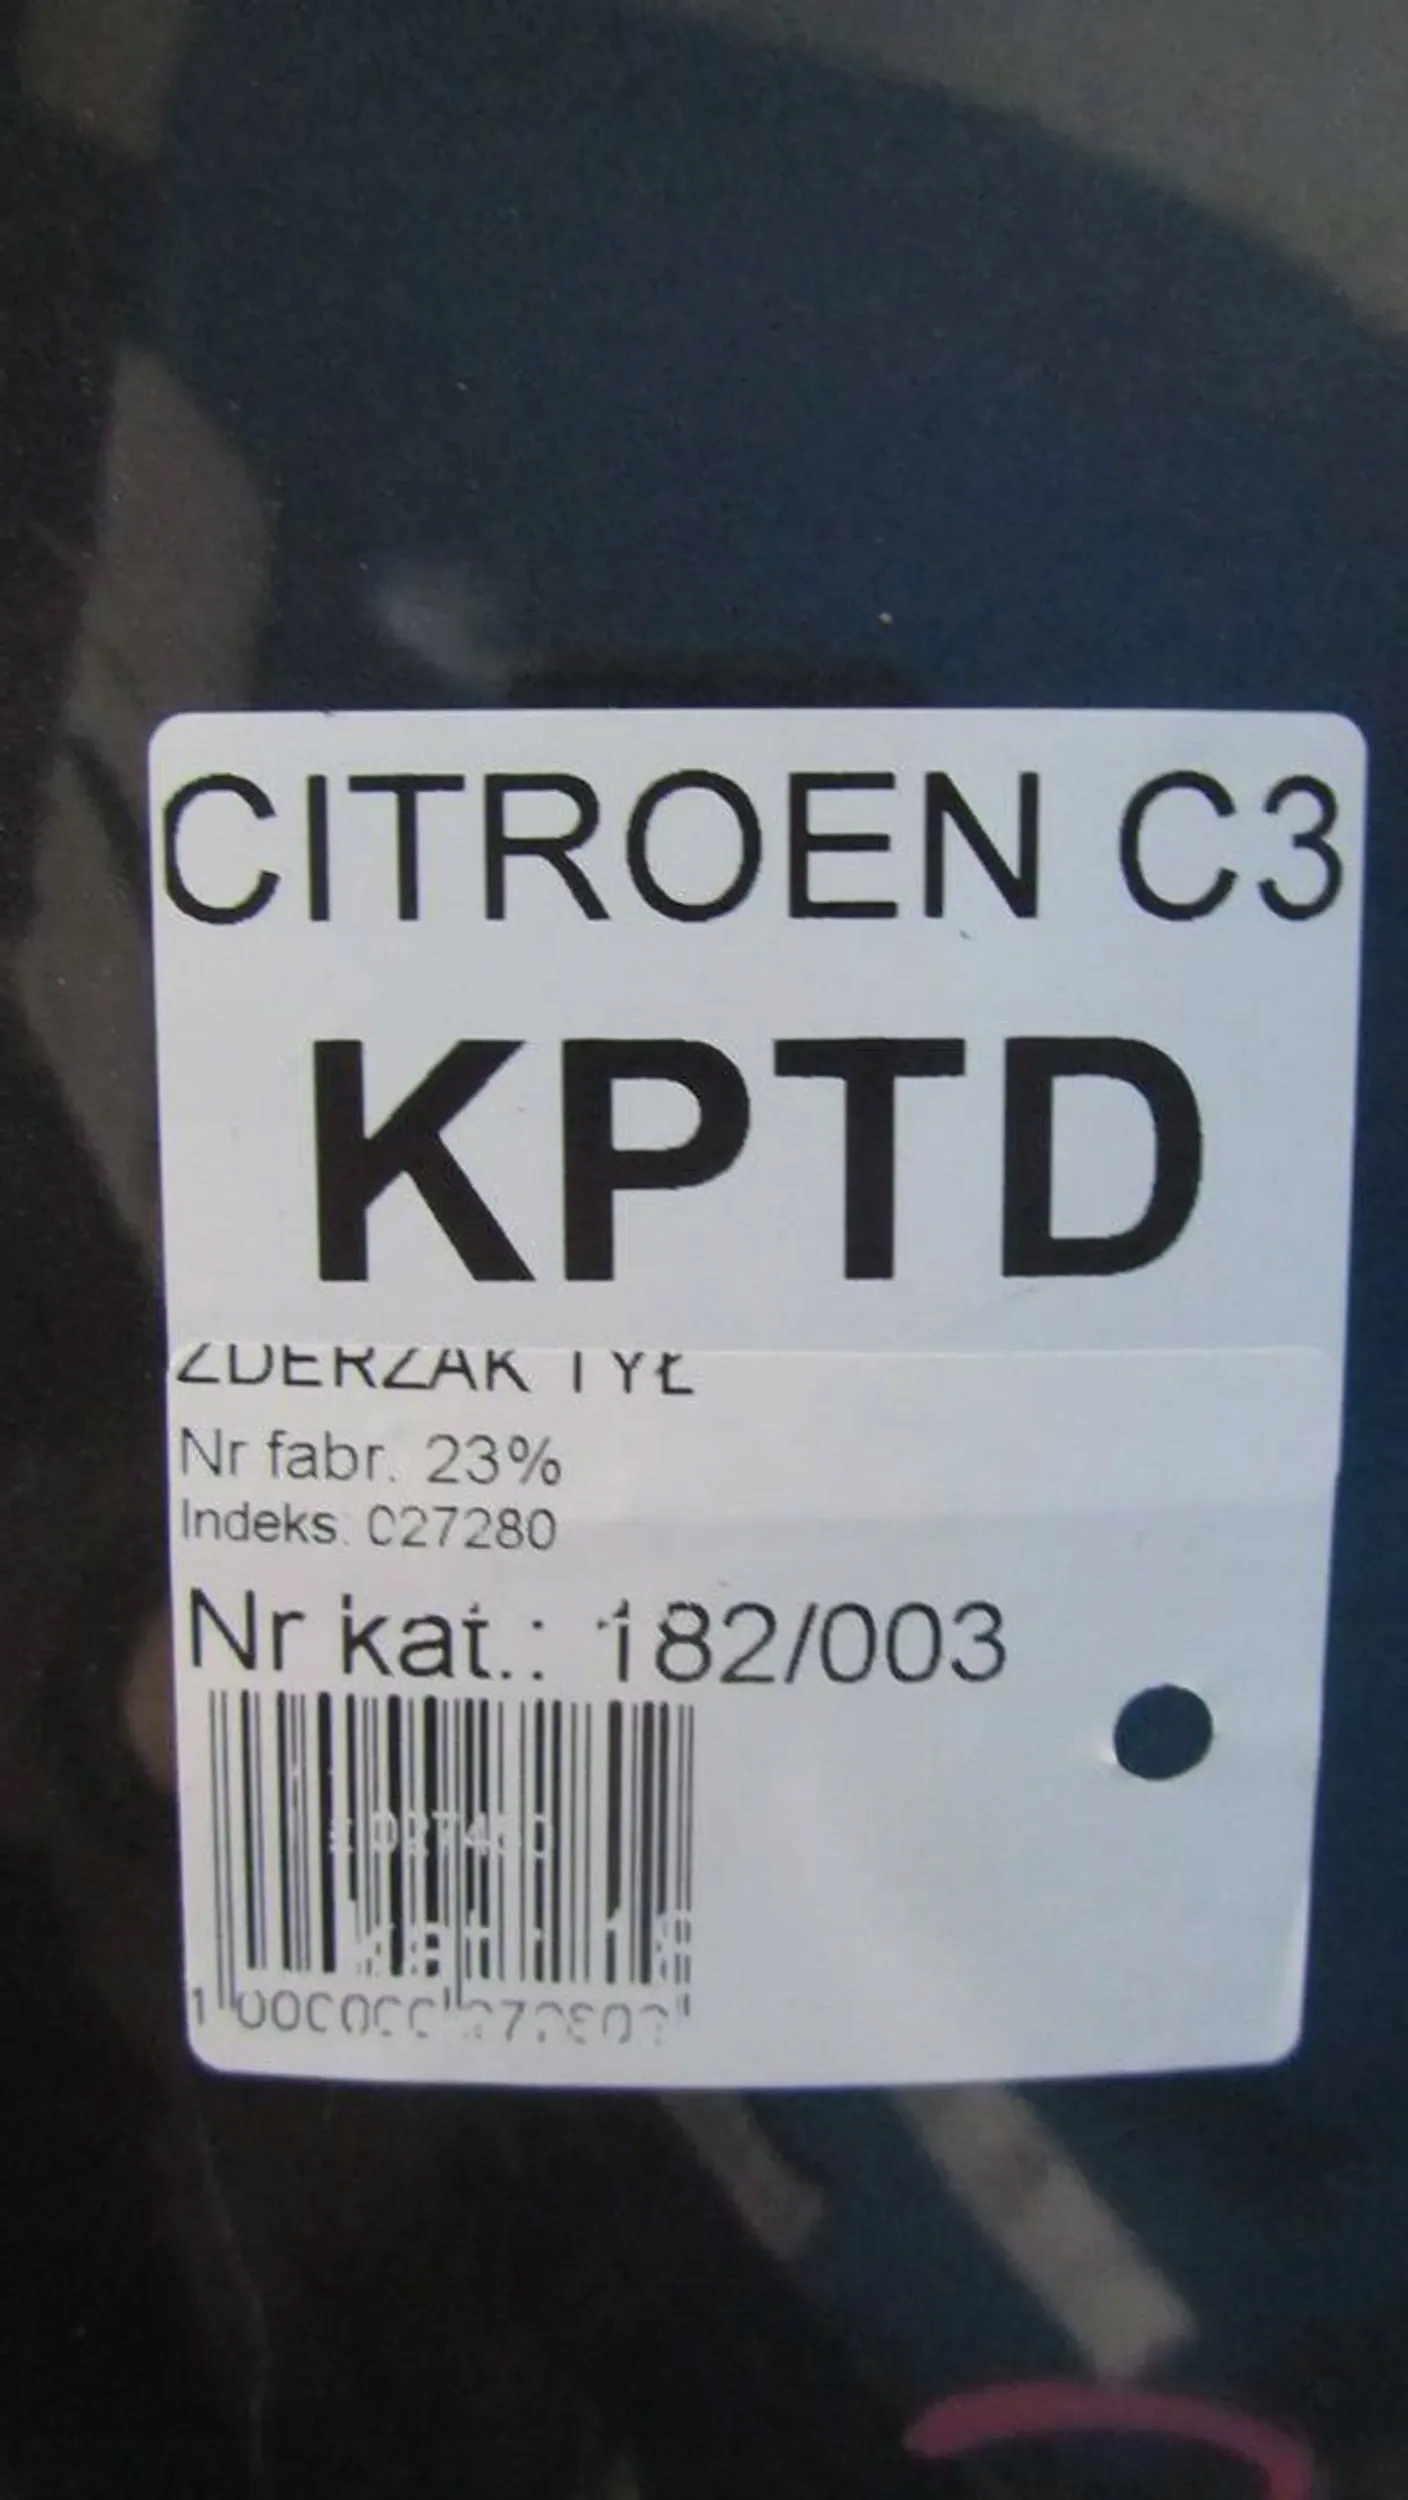 CITROEN C3
KPTD
ZDERZAK TYŁ
Nr fabr. 23%
Indeks. 027280
Nr kat.: 182/003